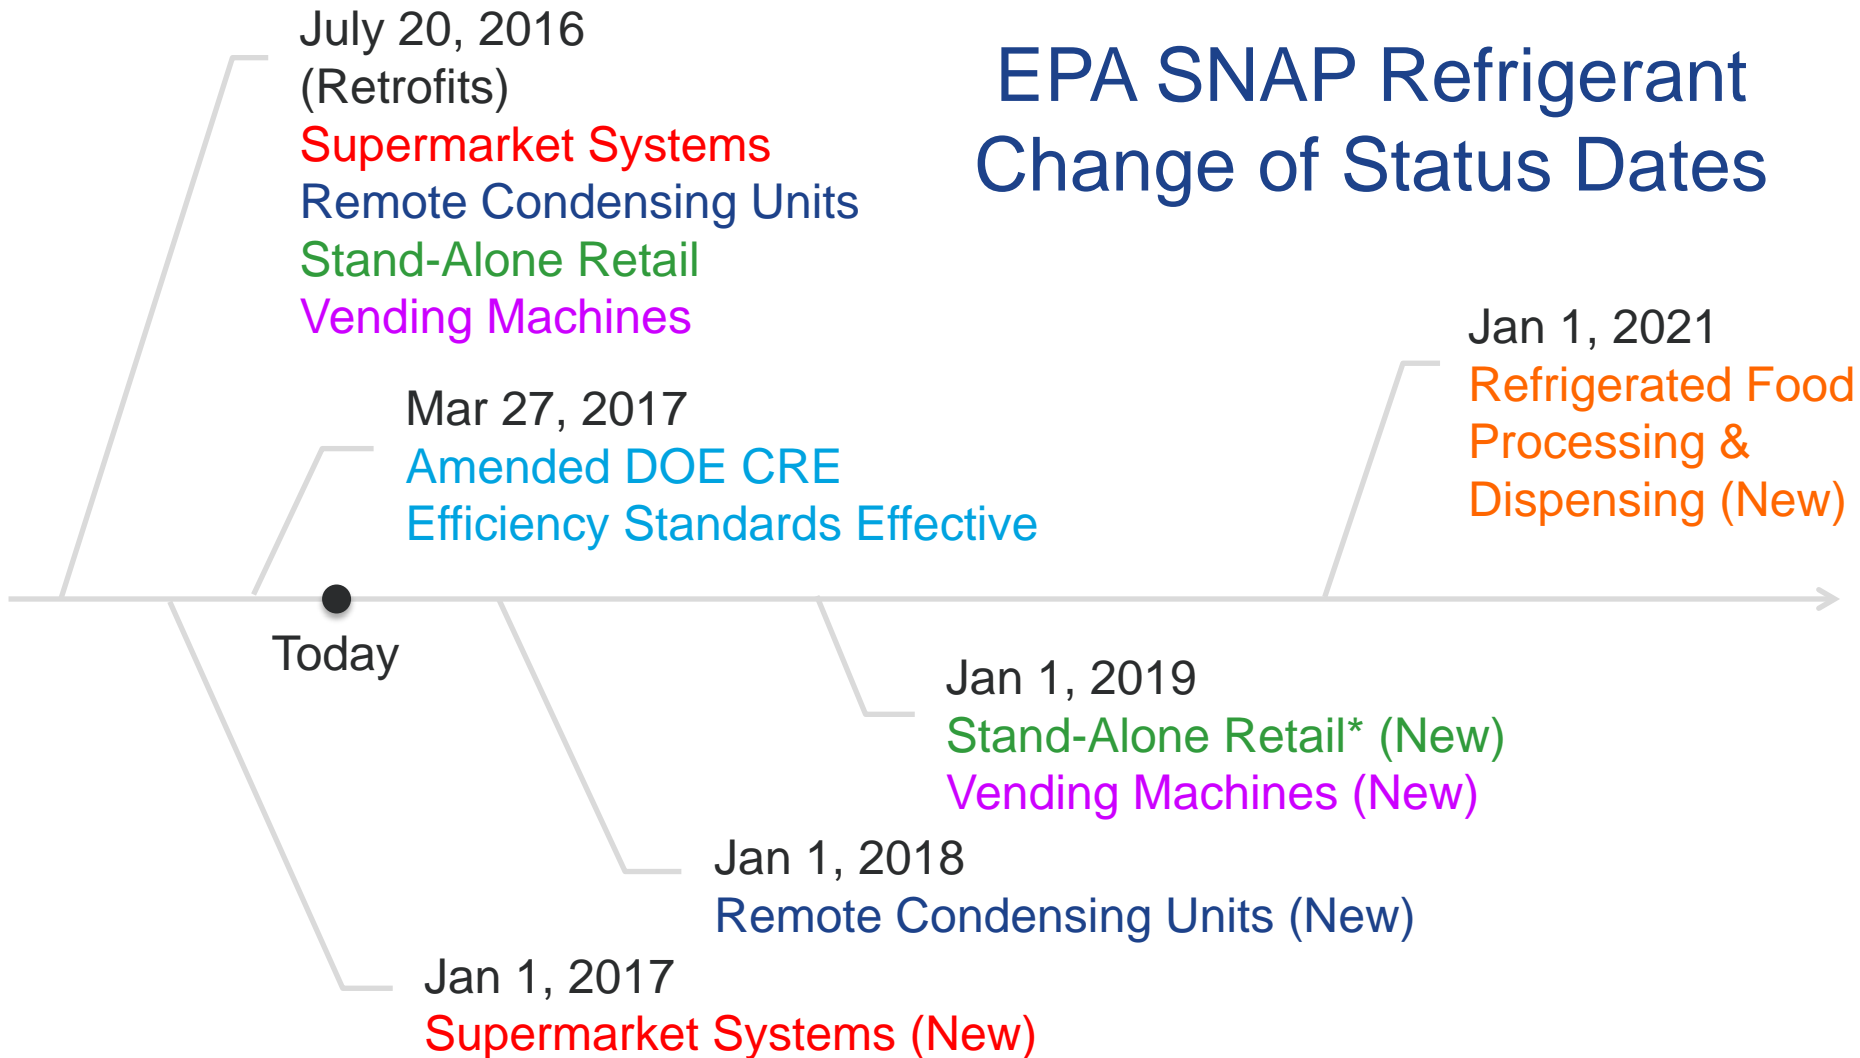 July 20, 2016
(Retrofits)
Supermarket Systems
Remote Condensing Units
Stand-Alone Retail
Vending Machines
EPA SNAP Refrigerant
Change of Status Dates
Mar 27, 2017
Amended DOE CRE
Efficiency Standards Effective
Jan 1, 2021
Refrigerated Food
Processing &
Dispensing (New)
Today
Jan 1, 2019
Stand-Alone Retail* (New)
Vending Machines (New)
Jan 1, 2018
Remote Condensing Units (New)
Jan 1, 2017
Supermarket Systems (New)